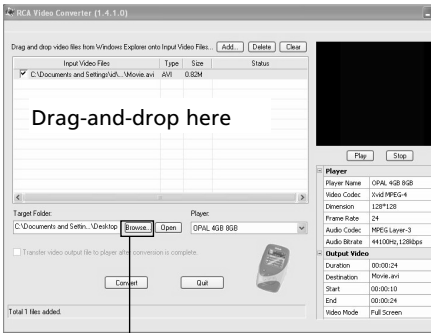 RCA Video Converter (1.4.1.0)
Drag and drop video files from Windows Explorer onto Input Video Files... Add... Delete Clear
Input Video Files Type Size Status
C:\Documents and Settings\id\...\Movie.avi AVI 0.82M
Drag-and-drop here
Play Stop
Player
Player Name OPAL 4GB 8GB
Video Codec Xvid MPEG-4
Dimension 128*128
Frame Rate 24
Audio Codec MPEG Layer-3
Audio Bitrate 44100Hz,128kbps
Output Video
Duration 00:00:24
Destination Movie.avi
Start 00:00:10
End 00:00:24
Video Mode Full Screen
Target Folder: Player:
C:\Documents and Settin...\Desktop Browse... Open OPAL 4GB 8GB
Transfer video output file to player after conversion is complete.
Convert Quit
Total 1 files added.